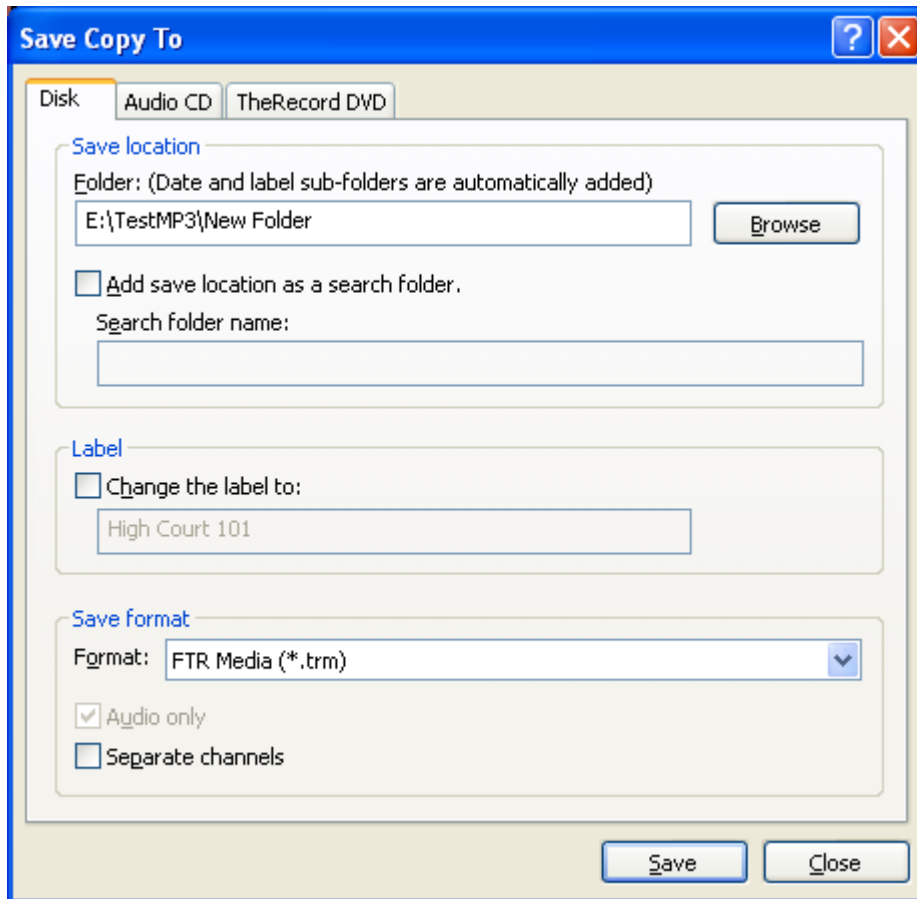 Save Copy To
Disk
Audio CD
TheRecord DVD
Save location
Folder: (Date and label sub-folders are automatically added)
E:\TestMP3\New Folder
Browse
Add save location as a search folder.
Search folder name:
Label
Change the label to:
High Court 101
Save format
Format:
FTR Media (*.trm)
Audio only
Separate channels
Save
Close